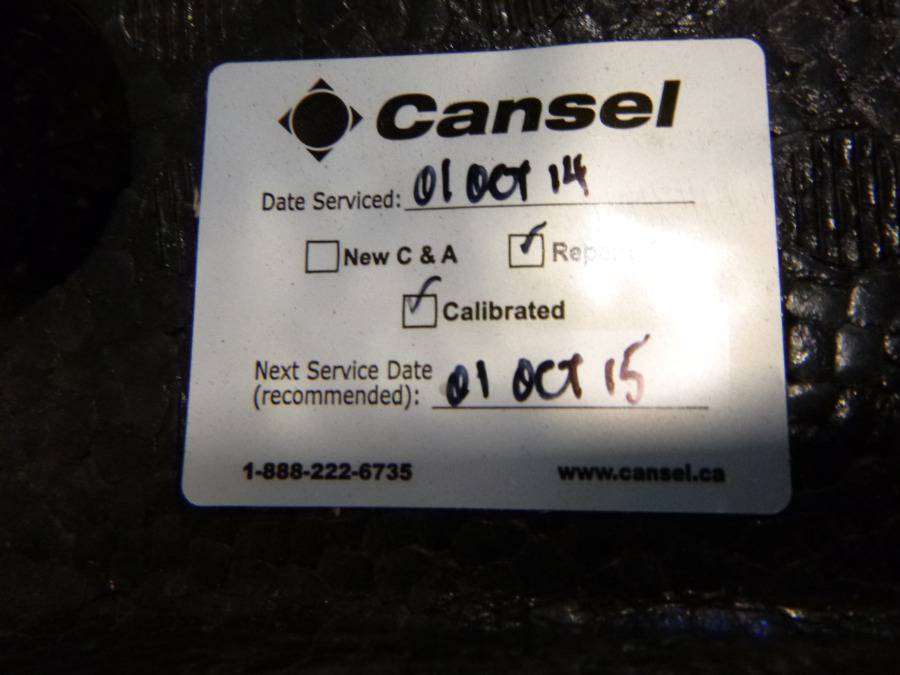 Cansel
Date Serviced: 01 OCT 14
New C & A
Calibrated
Next Service Date
(recommended): 01 OCT 15
1-888-222-6735 www.cansel.ca